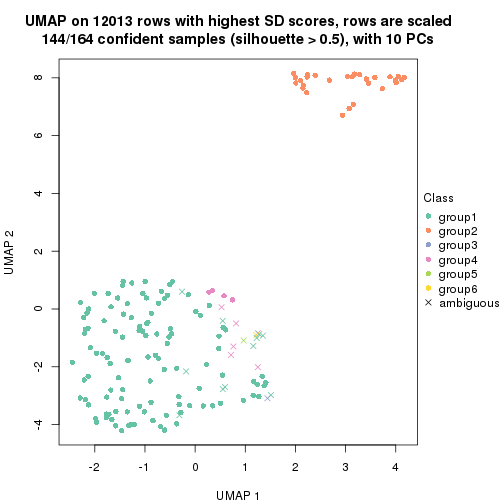 UMAP on 12013 rows with highest SD scores, rows are scaled
144/164 confident samples (silhouette > 0.5), with 10 PCs
8
6
4
2
0
-2
-4
UMAP 2
-2
-1
0
1
2
3
4
UMAP 1
Class
group1
group2
group3
group4
group5
group6
ambiguous